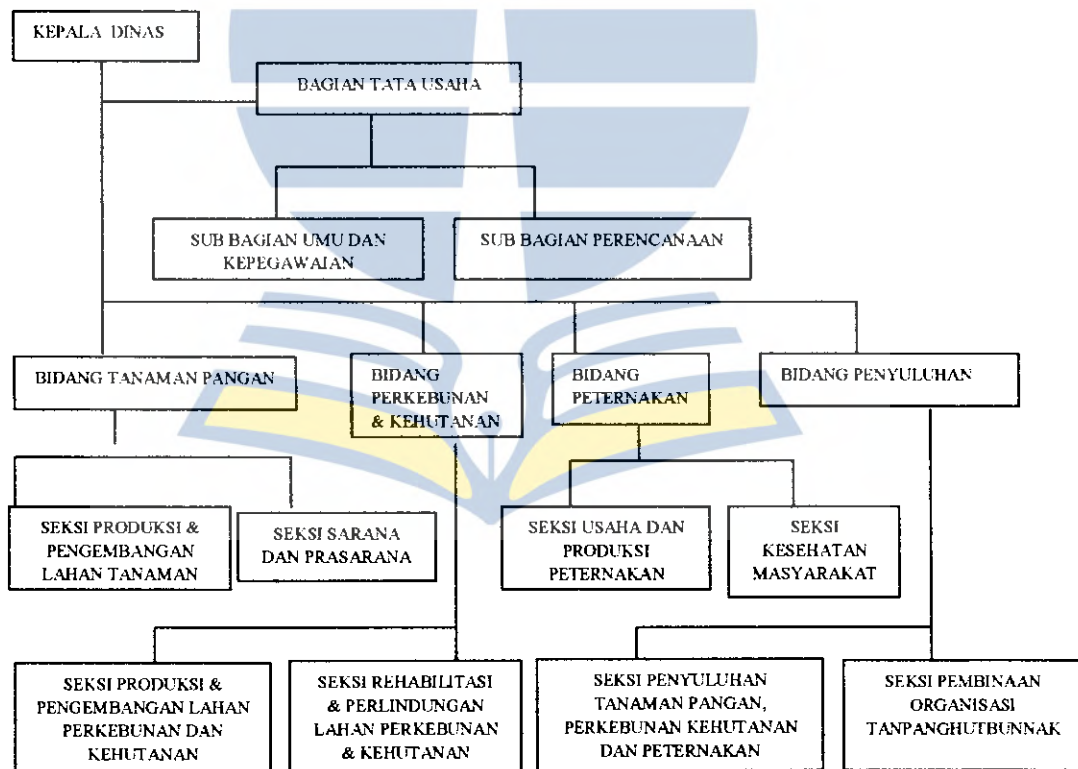 KEPALA DINAS
BAGIAN TATA USAHA
SUB BAGIAN UMU DAN
KEPEGAWAIAN
SUB BAGIAN PERENCANAAN
BIDANG TANAMAN PANGAN
BIDANG
PERKEBUNAN
& KEHUTANAN
BIDANG
PETERNAKAN
BIDANG PENYULUHAN
SEKSI PRODUKSI &
PENGEMBANGAN
LAHAN TANAMAN
SEKSI SARANA
DAN PRASARANA
SEKSI USAHA DAN
PRODUKSI
PETERNAKAN
SEKSI
KESEHATAN
MASYARAKAT
SEKSI PRODUKSI &
PENGEMBANGAN LAHAN
PERKEBUNAN DAN
KEHUTANAN
SEKSI REHABILITASI
& PERLINDUNGAN
LAHAN PERKEBUNAN
& KEHUTANAN
SEKSI PENYULUHAN
TANAMAN PANGAN,
PERKEBUNAN KEHUTANAN
DAN PETERNAKAN
SEKSI PEMBINAAN
ORGANISASI
TANPANGHUTBUNNAK